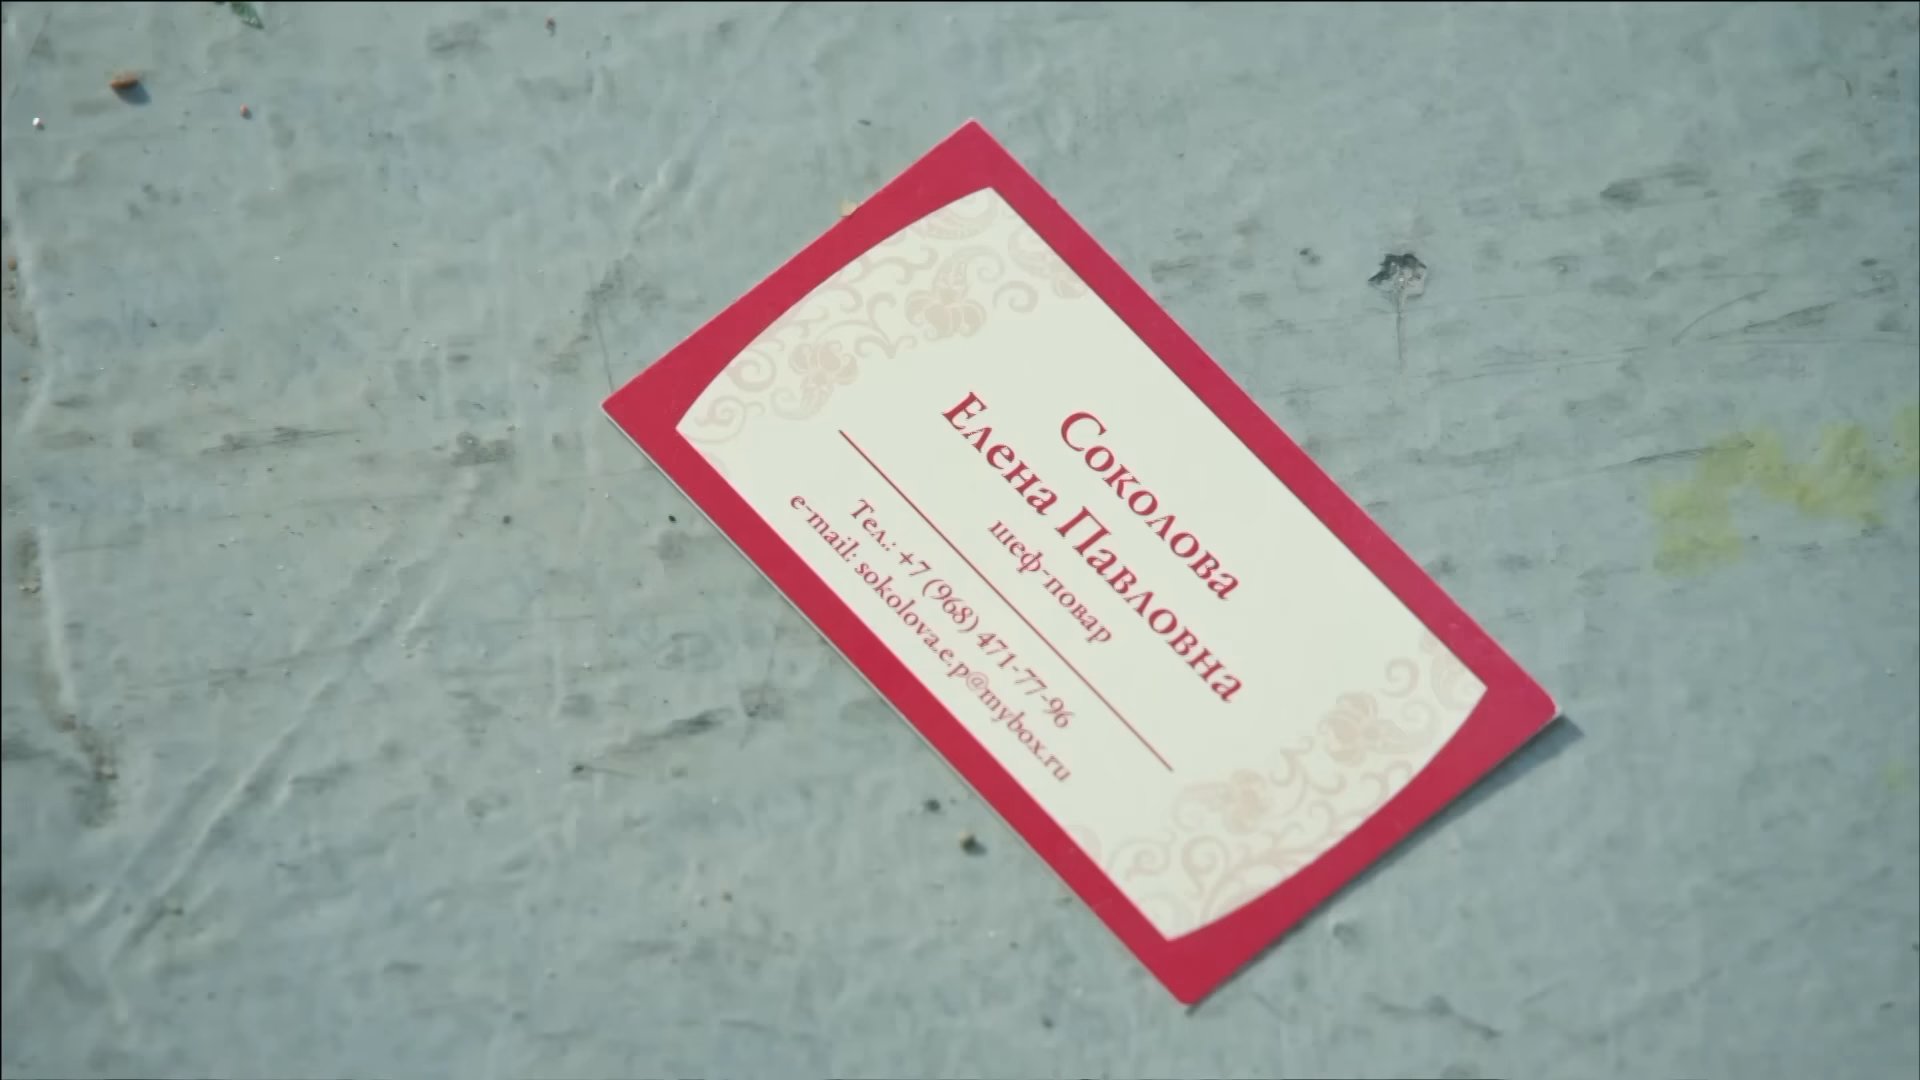 Соколова
Елена Павловна
шеф-повар
Тел.: +7 (968) 471-77-96
e-mail: sokolova.e.p@mybox.ru